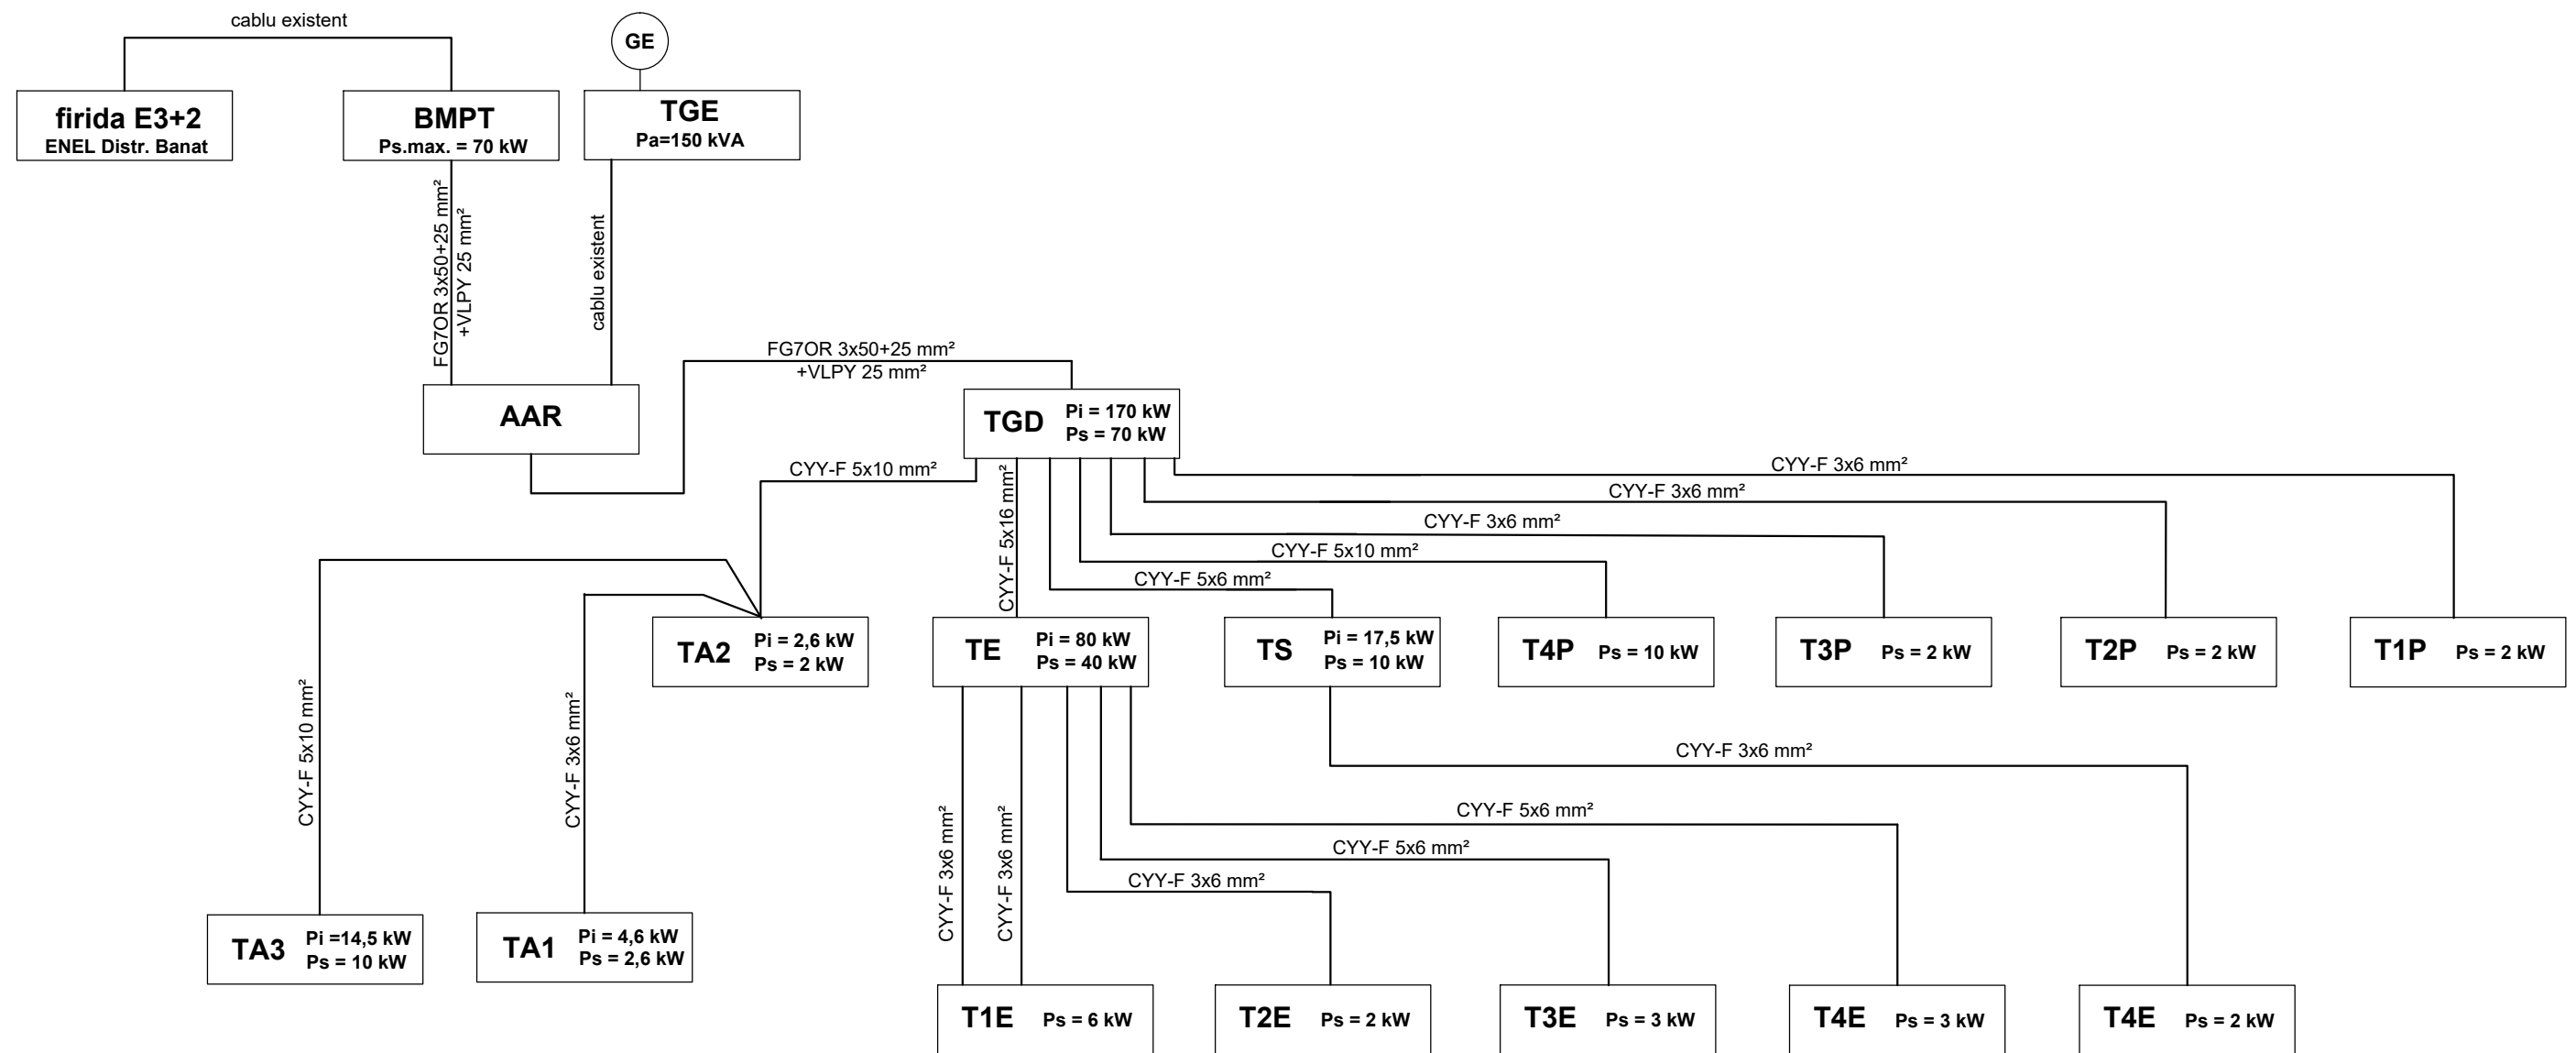 cablu existent
GE
firida E3+2
ENEL Distr. Banat
BMPT
Ps.max. = 70 kW
TGE
Pa=150 kVA
FG7OR 3x50+25 mm²
+VLPY 25 mm²
cablu existent
AAR
FG7OR 3x50+25 mm²
+VLPY 25 mm²
TGD
Pi = 170 kW
Ps = 70 kW
CYY-F 5x10 mm²
CYY-F 5x16 mm²
CYY-F 3x6 mm²
CYY-F 3x6 mm²
CYY-F 3x6 mm²
CYY-F 5x10 mm²
CYY-F 5x6 mm²
TA2
Pi = 2,6 kW
Ps = 2 kW
TE
Pi = 80 kW
Ps = 40 kW
TS
Pi = 17,5 kW
Ps = 10 kW
T4P Ps = 10 kW
T3P Ps = 2 kW
T2P Ps = 2 kW
T1P Ps = 2 kW
CYY-F 5x10 mm²
CYY-F 3x6 mm²
CYY-F 3x6 mm²
CYY-F 3x6 mm²
CYY-F 3x6 mm²
CYY-F 5x6 mm²
CYY-F 5x6 mm²
CYY-F 3x6 mm²
TA3
Pi =14,5 kW
Ps = 10 kW
TA1
Pi = 4,6 kW
Ps = 2,6 kW
T1E Ps = 6 kW
T2E Ps = 2 kW
T3E Ps = 3 kW
T4E Ps = 3 kW
T4E Ps = 2 kW